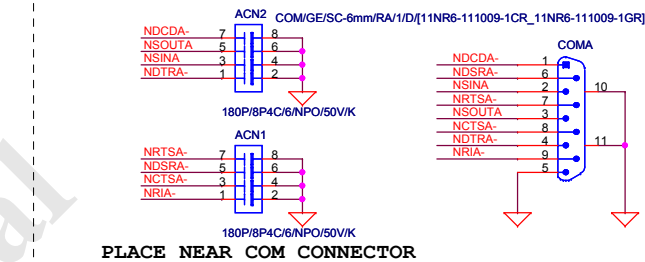 ACN2
COM/GE/SC-6mm/RA/1/D/[11NR6-111009-1CR_11NR6-111009-1GR]
NDCDA- 7 8
NSOUTA 5 6
NSINA 3 4
NDTRA- 1 2
180P/8P4C/6/NPO/50V/K
ACN1
NRTSA- 7 8
NDSRA- 5 6
NCTSA- 3 4
NRIA- 1 2
180P/8P4C/6/NPO/50V/K
COMA
NDCDA- 1
NDSRA- 6
NSINA 2 10
NRTSA- 7
NSOUTA 3
NCTSA- 8
NDTRA- 4 11
NRIA- 9
5
PLACE NEAR COM CONNECTOR